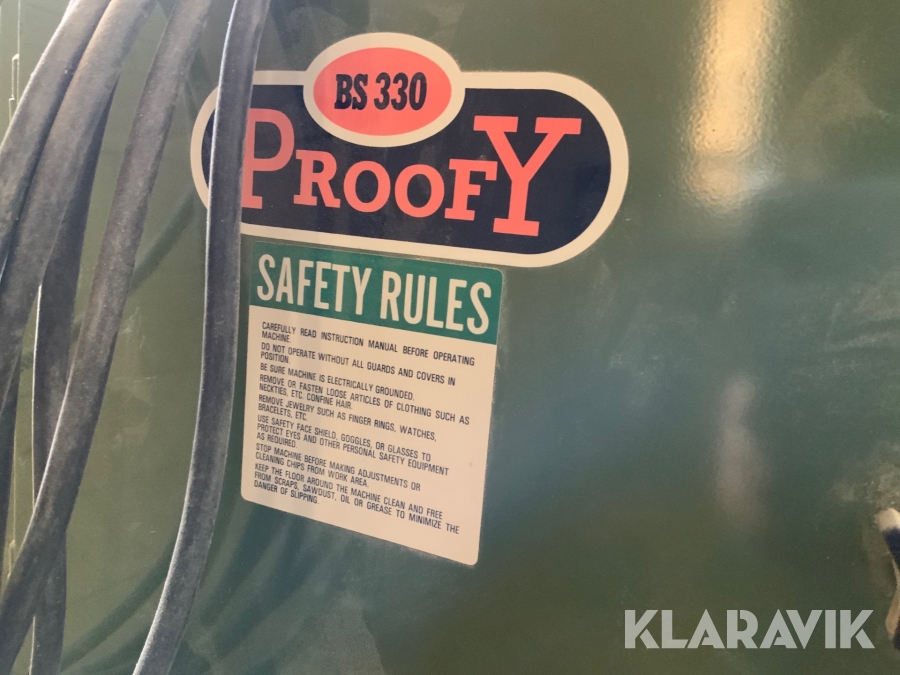 BS 330
PROOFY
SAFETY RULES
CAREFULLY READ INSTRUCTION MANUAL BEFORE OPERATING
MACHINE.
DO NOT OPERATE WITHOUT ALL GUARDS AND COVERS IN
POSITION.
BE SURE MACHINE IS ELECTRICALLY GROUNDED.
REMOVE OR FASTEN LOOSE ARTICLES OF CLOTHING SUCH AS
NECKTIES, ETC. CONFINE HAIR.
REMOVE JEWELRY SUCH AS FINGER RINGS, WATCHES,
BRACELETS, ETC.
USE SAFETY FACE SHIELD, GOGGLES, OR GLASSES TO
PROTECT EYES AND OTHER PERSONAL SAFETY EQUIPMENT
AS REQUIRED.
STOP MACHINE BEFORE MAKING ADJUSTMENTS OR
CLEANING CHIPS FROM WORK AREA.
KEEP THE FLOOR AROUND THE MACHINE CLEAN AND FREE
FROM SCRAPS, SAWDUST, OIL OR GREASE TO MINIMIZE THE
DANGER OF SLIPPING.
KLARAVIK